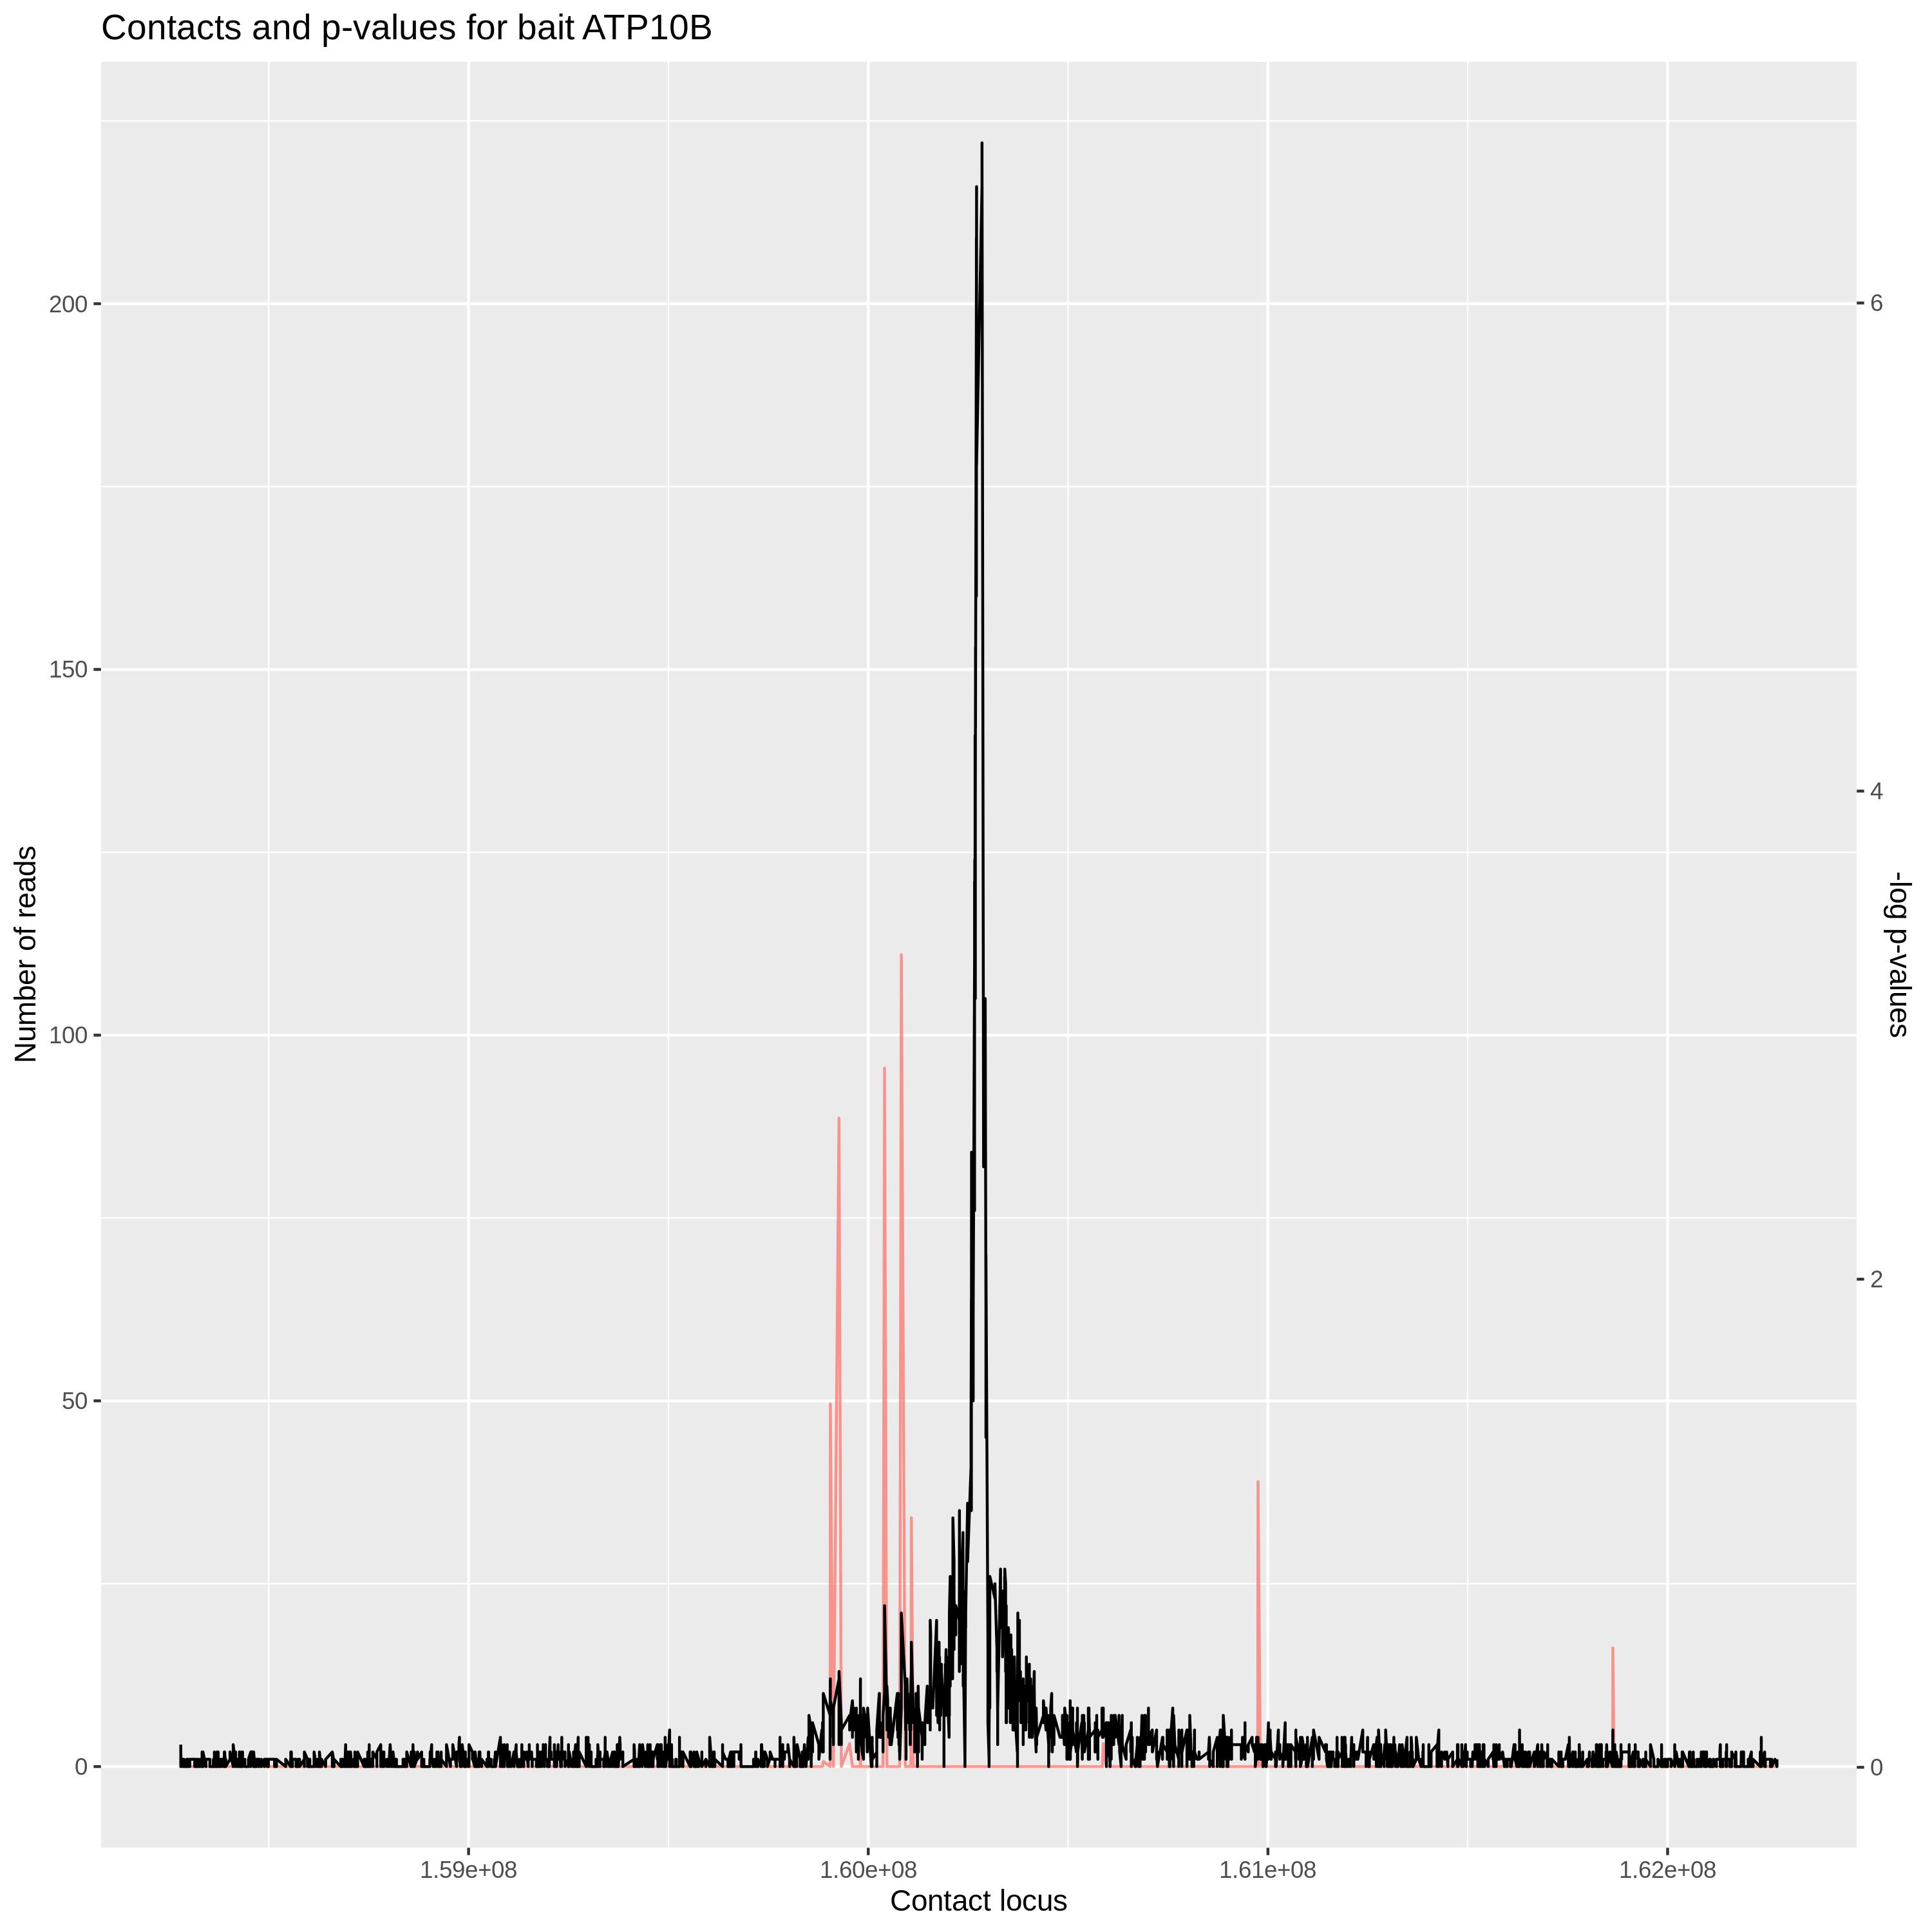 Contacts and p-values for bait ATP10B
200
150
100
50
0
6
4
2
0
Number of reads
-log p-values
1.59e+08
1.60e+08
1.61e+08
1.62e+08
Contact locus